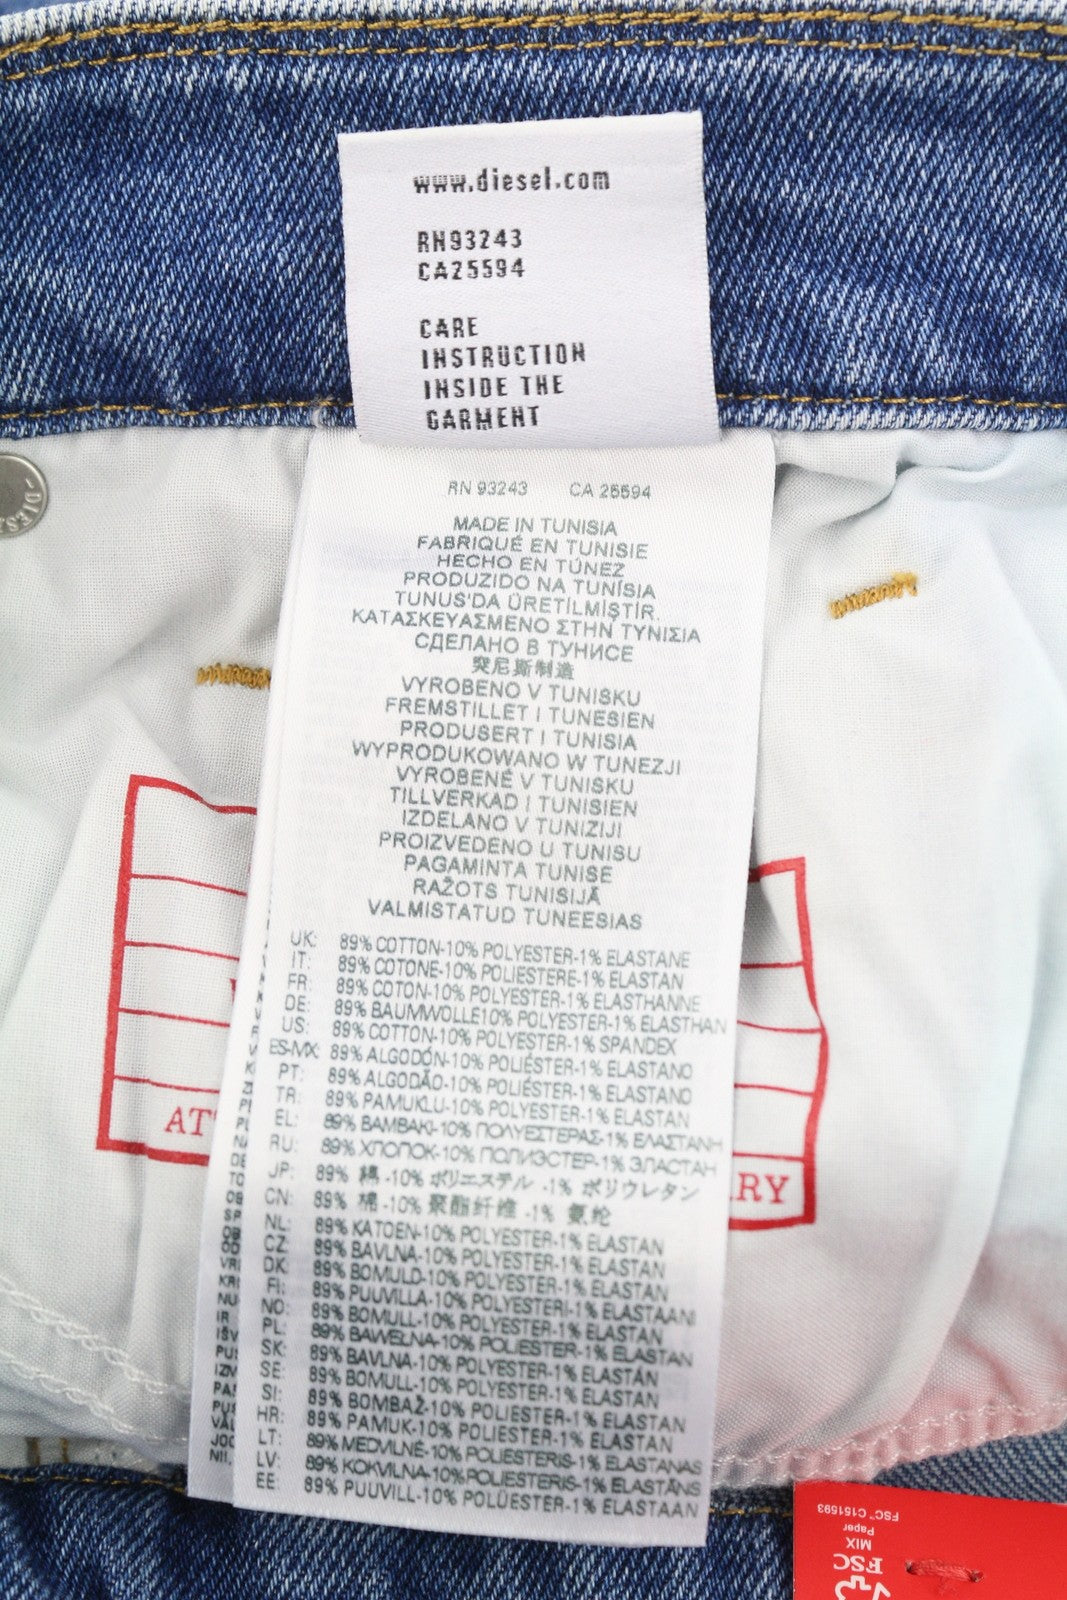 www.diesel.com
RN93243
CA25594
CARE
INSTRUCTION
INSIDE THE
GARMENT
RN 93243 CA 25594
MADE IN TUNISIA
FABRIQUÉ EN TUNISIE
HECHO EN TÚNEZ
PRODUZIDO NA TUNÍSIA
TUNUS'DA ÜRETİLMİŞTİR.
ΚΑΤΑΣΚΕΥΑΣΜΕΝΟ ΣΤΗΝ ΤΥΝΙΣΙΑ
СДЕЛАНО В ТУНИСЕ
突尼斯制造
VYROBENO V TUNISKU
FREMSTILLET I TUNESIEN
PRODUSERT I TUNISIA
WYPRODUKOWANO W TUNEZJI
VYROBENÉ V TUNISKU
TILLVERKAD I TUNISIEN
IZDELANO V TUNIZIJI
PROIZVEDENO U TUNISU
PAGAMINTA TUNISE
RAŽOTS TUNISIJĀ
VALMISTATUD TUNEESIAS
UK: 89% COTTON-10% POLYESTER-1% ELASTANE
IT: 89% COTONE-10% POLIESTERE-1% ELASTAN
FR: 89% COTON-10% POLYESTER-1% ELASTHANNE
DE: 89% BAUMWOLLE10% POLYESTER-1% ELASTHAN
US: 89% COTTON-10% POLYESTER-1% SPANDEX
ES-MX: 89% ALGODÓN-10% POLIÉSTER-1% ELASTANO
PT: 89% ALGODÃO-10% POLIÉSTER-1% ELASTANO
TR: 89% PAMUKLU-10% POLYESTER-1% ELASTAN
EL: 89% ΒΑΜΒΑΚΙ-10% ΠΟΛΥΕΣΤΕΡΑΣ-1% ΕΛΑΣΤΑΝΗ
RU: 89% ХЛОПОК-10% ПОЛИЭСТЕР-1% ЭЛАСТАН
JP: 89% 綿 -10% ポリエステル -1% ポリウレタン
CN: 89% 棉 -10% 聚酯纤维 -1% 氨纶
NL: 89% KATOEN-10% POLYESTER-1% ELASTAN
CZ: 89% BAVLNA-10% POLYESTER-1% ELASTAN
DK: 89% BOMULD-10% POLYESTER-1% ELASTAN
FI: 89% PUUVILLA-10% POLYESTERI-1% ELASTAANI
NO: 89% BOMULL-10% POLYESTER-1% ELASTAN
PL: 89% BAWEŁNA-10% POLYESTER-1% ELASTAN
SK: 89% BAVLNA-10% POLYESTER-1% ELASTÁN
SE: 89% BOMULL-10% POLYESTER-1% ELASTAN
SI: 89% BOMBAŽ-10% POLYESTER-1% ELASTAN
HR: 89% PAMUK-10% POLYESTER-1% ELASTAN
LT: 89% MEDVILNĖ-10% POLIESTERIS-1% ELASTANAS
LV: 89% KOKVILNA-10% POLIESTERIS-1% ELASTĀNS
EE: 89% PUUVILL-10% POLÜESTER-1% ELASTAAN
AT
RY
FSC™ C151593
Paper
MIX
FSC